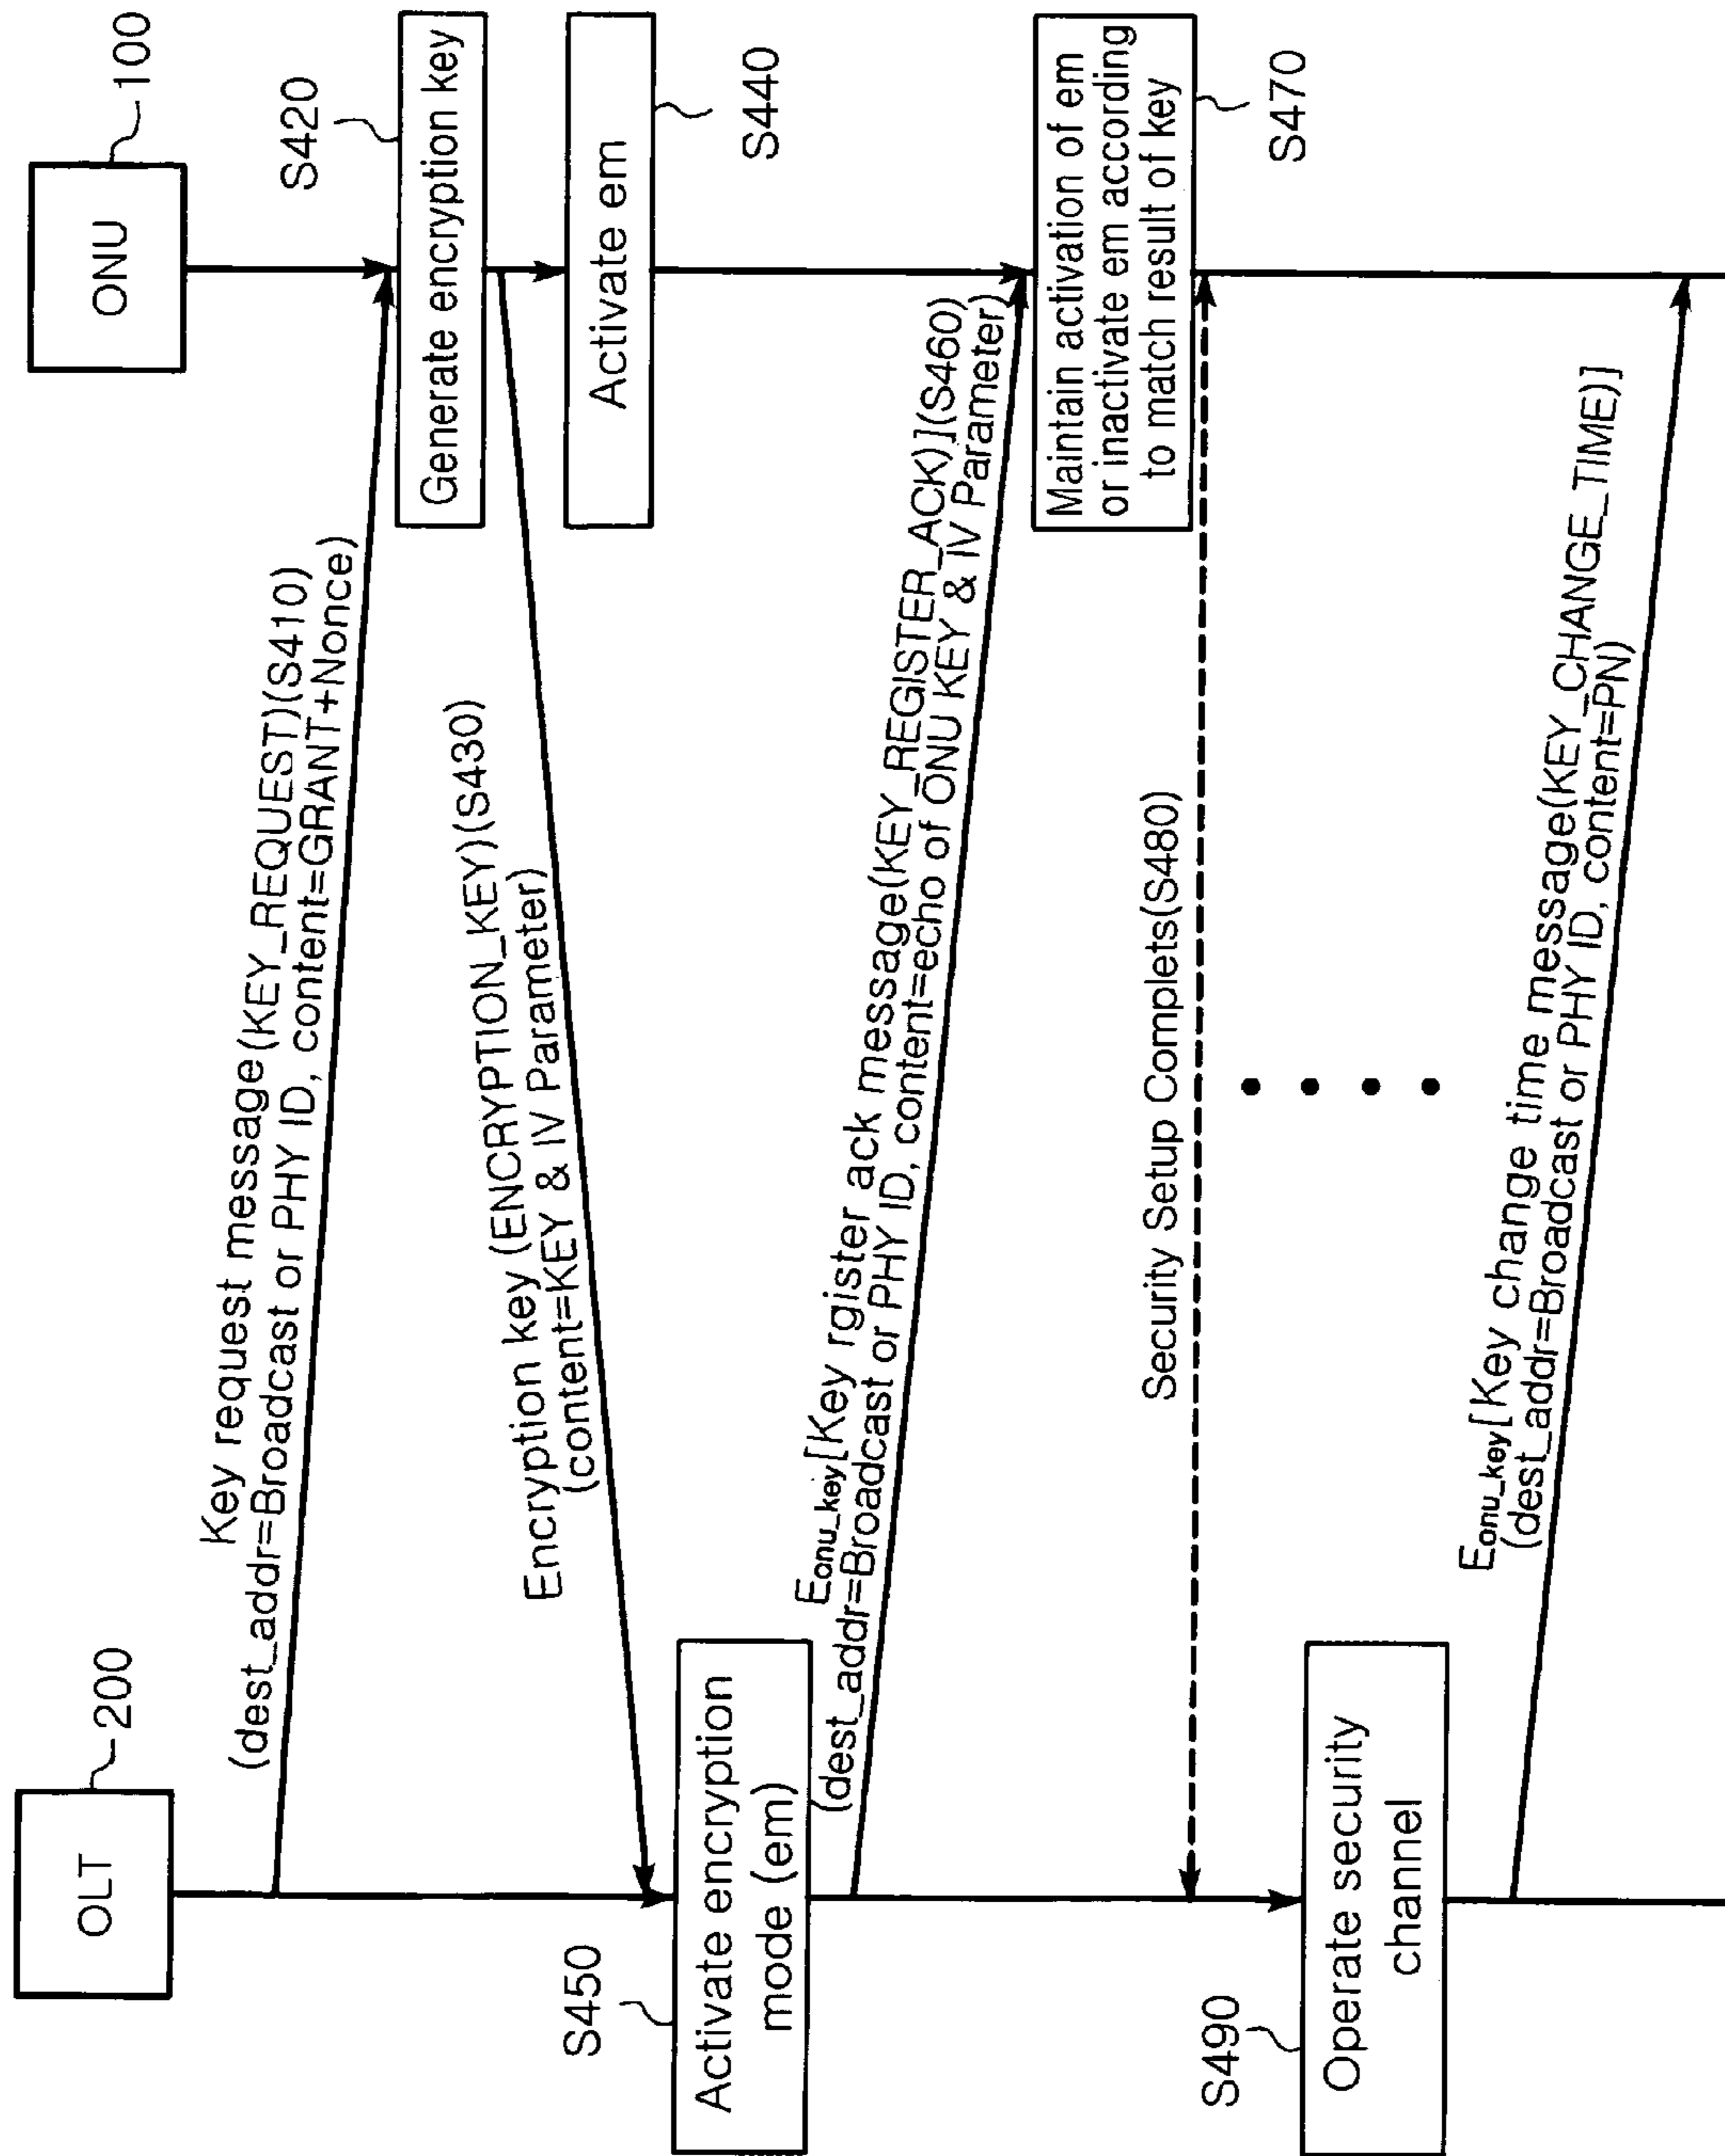 OLT
200
ONU
100
Key request message(KEY_REQUEST)(S410)
(dest_addr=Broadcast or PHY ID, content=GRANT+Nonce)
S420
Generate encryption key
Encryption key (ENCRYPTION_KEY)(S430)
(content=KEY & IV Parameter)
Activate em
S440
S450
Activate encryption
mode (em)
Eonu_key[Key rgister ack message(KEY_REGISTER_ACK)](S460)
(dest_addr=Broadcast or PHY ID, content=echo of ONU KEY & IV Parameter)
Maintain activation of em
or inactivate em according
to match result of key
S470
Security Setup Complets(S480)
S490
Operate security
channel
Eonu_key[Key change time message(KEY_CHANGE_TIME)]
(dest_addr=Broadcast or PHY ID, content=PN)